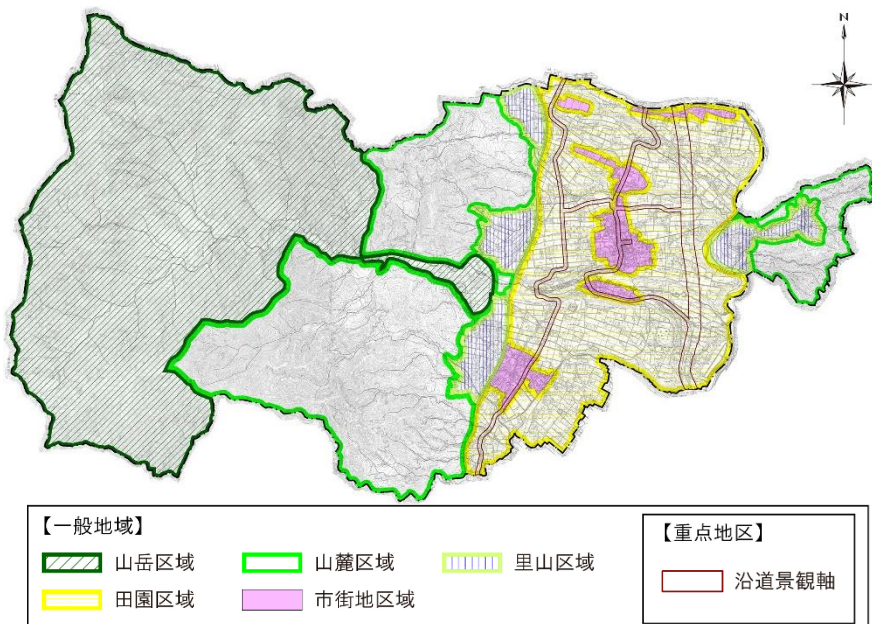 N
【一般地域】
山岳区域
山麓区域
里山区域
田園区域
市街地区域
【重点地区】
沿道景観軸